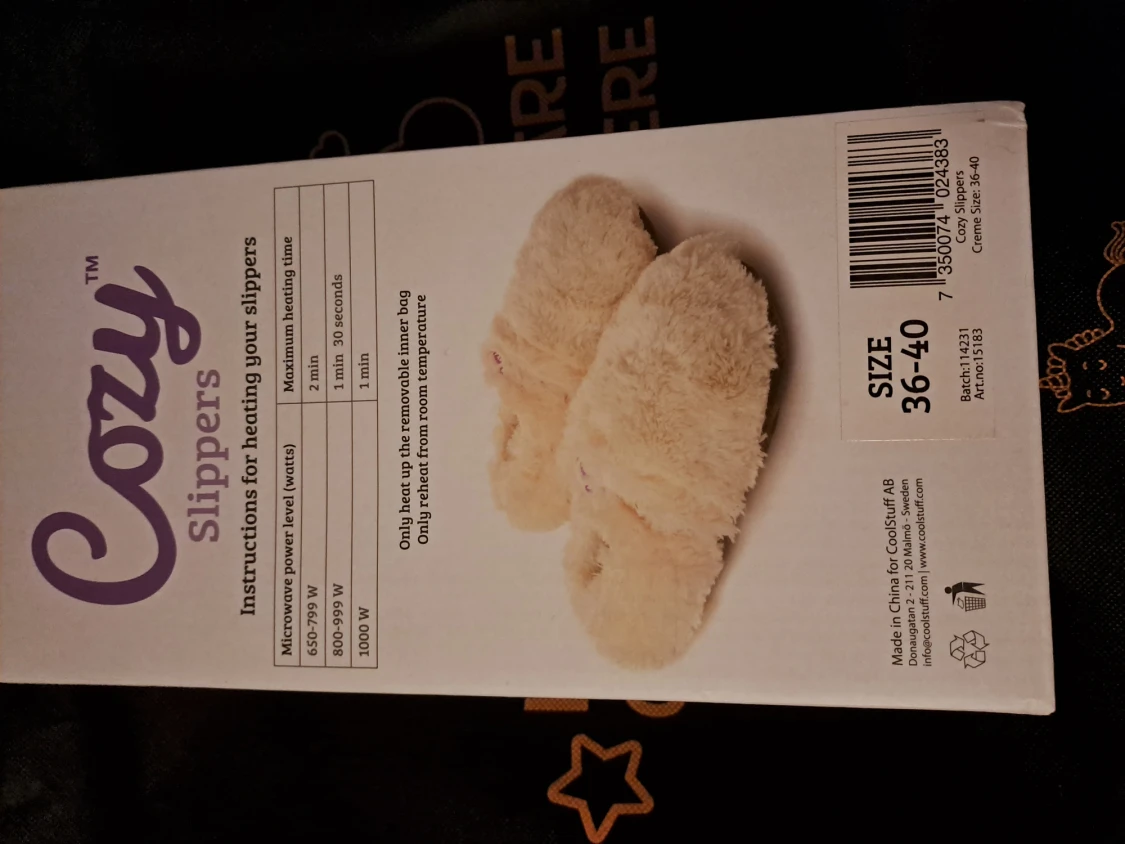 Cozy™
Slippers
Instructions for heating your slippers
Microwave power level (watts) Maximum heating time
650-799 W 2 min
800-999 W 1 min 30 seconds
1000 W 1 min
Only heat up the removable inner bag
Only reheat from room temperature
Made in China for CoolStuff AB
Donaugatan 2 - 211 20 Malmö - Sweden
info@coolstuff.com | www.coolstuff.com
SIZE
36-40
Batch:114231
Art.no:15183
7 350074 024383
Cozy Slippers
Creme Size: 36-40
ERE